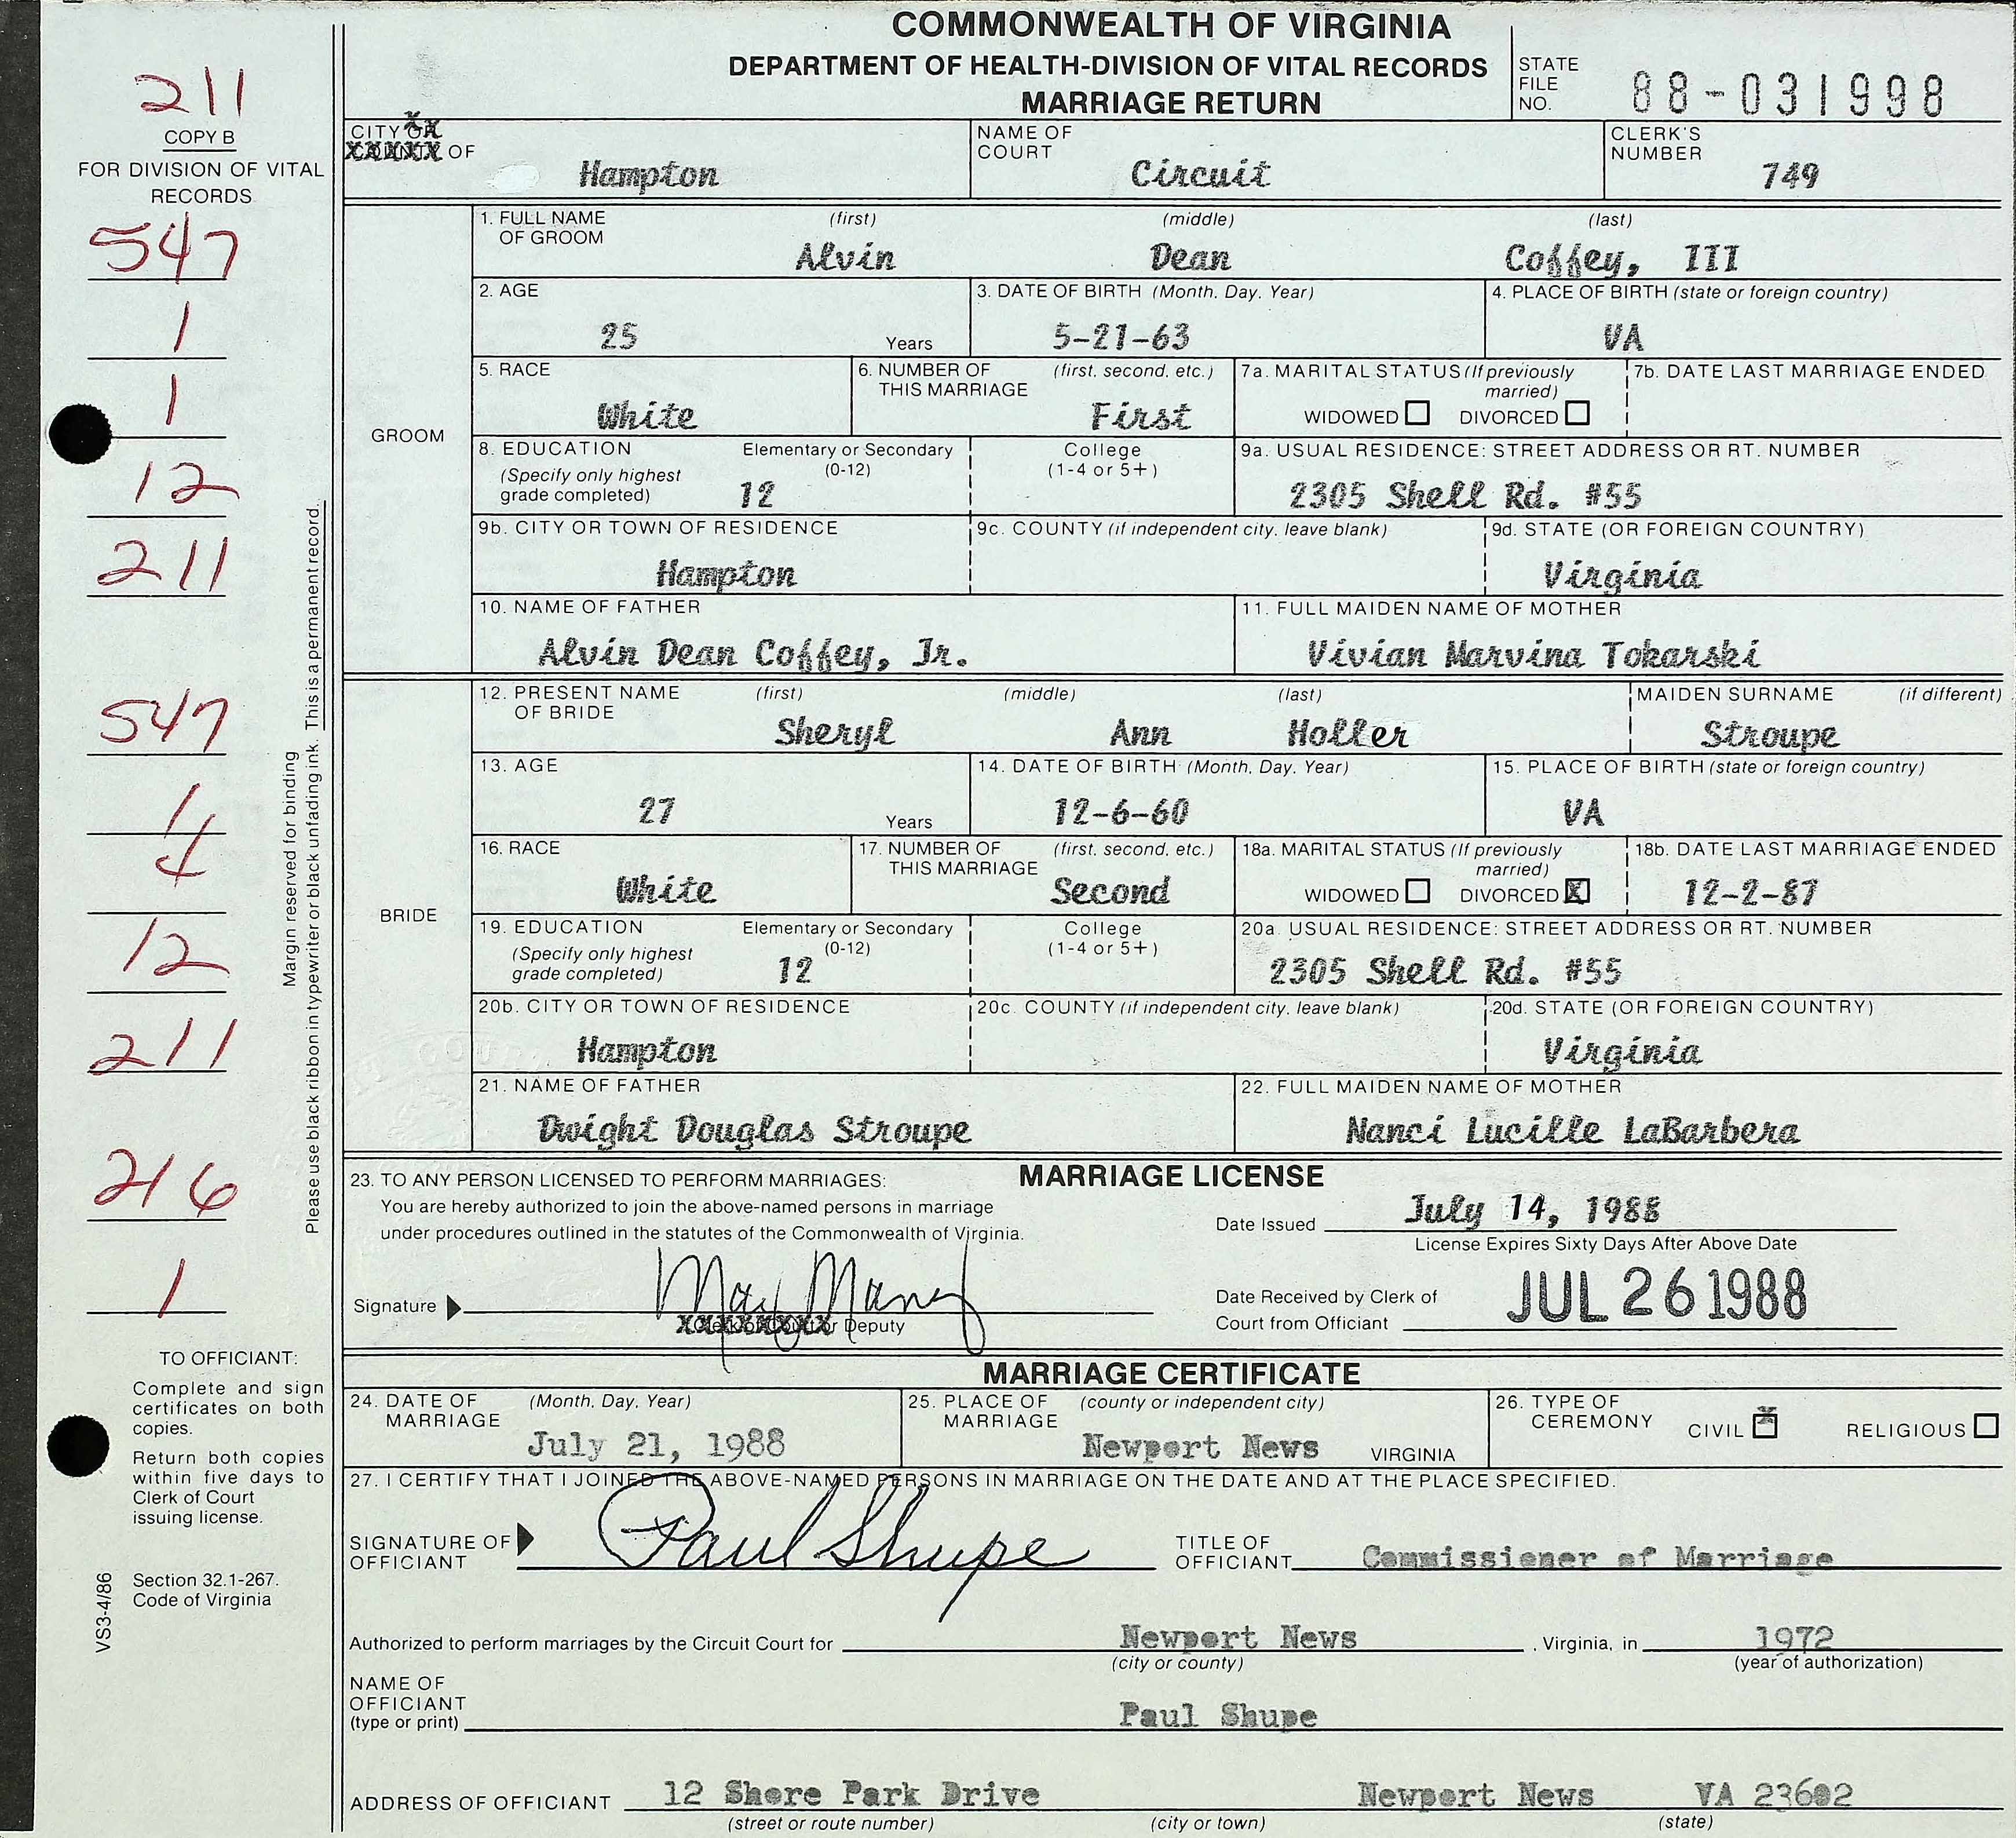 COMMONWEALTH OF VIRGINIA
DEPARTMENT OF HEALTH-DIVISION OF VITAL RECORDS
MARRIAGE RETURN
STATE FILE NO. 88-031998
211
COPY B
FOR DIVISION OF VITAL RECORDS
547
1
1
12
211
547
1
4
12
211
216
1
Margin reserved for binding
Please use black ribbon in typewriter or black unfading ink. This is a permanent record.
TO OFFICIANT:
Complete and sign
certificates on both
copies.
Return both copies
within five days to
Clerk of Court
issuing license.
Section 32.1-267.
Code of Virginia
VS3-4/86
CITY OR COUNTY OF Hampton
NAME OF COURT Circuit
CLERK'S NUMBER 749
GROOM
1. FULL NAME OF GROOM (first) (middle) (last)
Alvin Dean Coffey, III
2. AGE 25 Years
3. DATE OF BIRTH (Month, Day, Year) 5-21-63
4. PLACE OF BIRTH (state or foreign country) VA
5. RACE White
6. NUMBER OF THIS MARRIAGE (first, second, etc.) First
7a. MARITAL STATUS (If previously married) WIDOWED DIVORCED
7b. DATE LAST MARRIAGE ENDED
8. EDUCATION (Specify only highest grade completed) Elementary or Secondary (0-12) 12 College (1-4 or 5+)
9a. USUAL RESIDENCE: STREET ADDRESS OR RT. NUMBER 2305 Shell Rd. #55
9b. CITY OR TOWN OF RESIDENCE Hampton
9c. COUNTY (if independent city, leave blank)
9d. STATE (OR FOREIGN COUNTRY) Virginia
10. NAME OF FATHER Alvin Dean Coffey, Jr.
11. FULL MAIDEN NAME OF MOTHER Vivian Marvina Tokarski
BRIDE
12. PRESENT NAME OF BRIDE (first) (middle) (last) MAIDEN SURNAME (if different)
Sheryl Ann Holler Stroupe
13. AGE 27 Years
14. DATE OF BIRTH (Month, Day, Year) 12-6-60
15. PLACE OF BIRTH (state or foreign country) VA
16. RACE White
17. NUMBER OF THIS MARRIAGE (first, second, etc.) Second
18a. MARITAL STATUS (If previously married) WIDOWED DIVORCED X
18b. DATE LAST MARRIAGE ENDED 12-2-87
19. EDUCATION (Specify only highest grade completed) Elementary or Secondary (0-12) 12 College (1-4 or 5+)
20a. USUAL RESIDENCE: STREET ADDRESS OR RT. NUMBER 2305 Shell Rd. #55
20b. CITY OR TOWN OF RESIDENCE Hampton
20c. COUNTY (if independent city, leave blank)
20d. STATE (OR FOREIGN COUNTRY) Virginia
21. NAME OF FATHER Dwight Douglas Stroupe
22. FULL MAIDEN NAME OF MOTHER Nanci Lucille LaBarbera
MARRIAGE LICENSE
23. TO ANY PERSON LICENSED TO PERFORM MARRIAGES:
You are hereby authorized to join the above-named persons in marriage
under procedures outlined in the statutes of the Commonwealth of Virginia.
Date Issued July 14, 1988
License Expires Sixty Days After Above Date
Signature
Clerk of Court or Deputy
Date Received by Clerk of Court from Officiant JUL 26 1988
MARRIAGE CERTIFICATE
24. DATE OF MARRIAGE (Month, Day, Year) July 21, 1988
25. PLACE OF MARRIAGE (county or independent city) Newport News VIRGINIA
26. TYPE OF CEREMONY CIVIL X RELIGIOUS
27. I CERTIFY THAT I JOINED THE ABOVE-NAMED PERSONS IN MARRIAGE ON THE DATE AND AT THE PLACE SPECIFIED.
SIGNATURE OF OFFICIANT Paul Shupe
TITLE OF OFFICIANT Commissioner of Marriage
Authorized to perform marriages by the Circuit Court for Newport News, Virginia, in 1972
(city or county) (year of authorization)
NAME OF OFFICIANT (type or print) Paul Shupe
ADDRESS OF OFFICIANT 12 Shore Park Drive Newport News VA 23602
(street or route number) (city or town) (state)